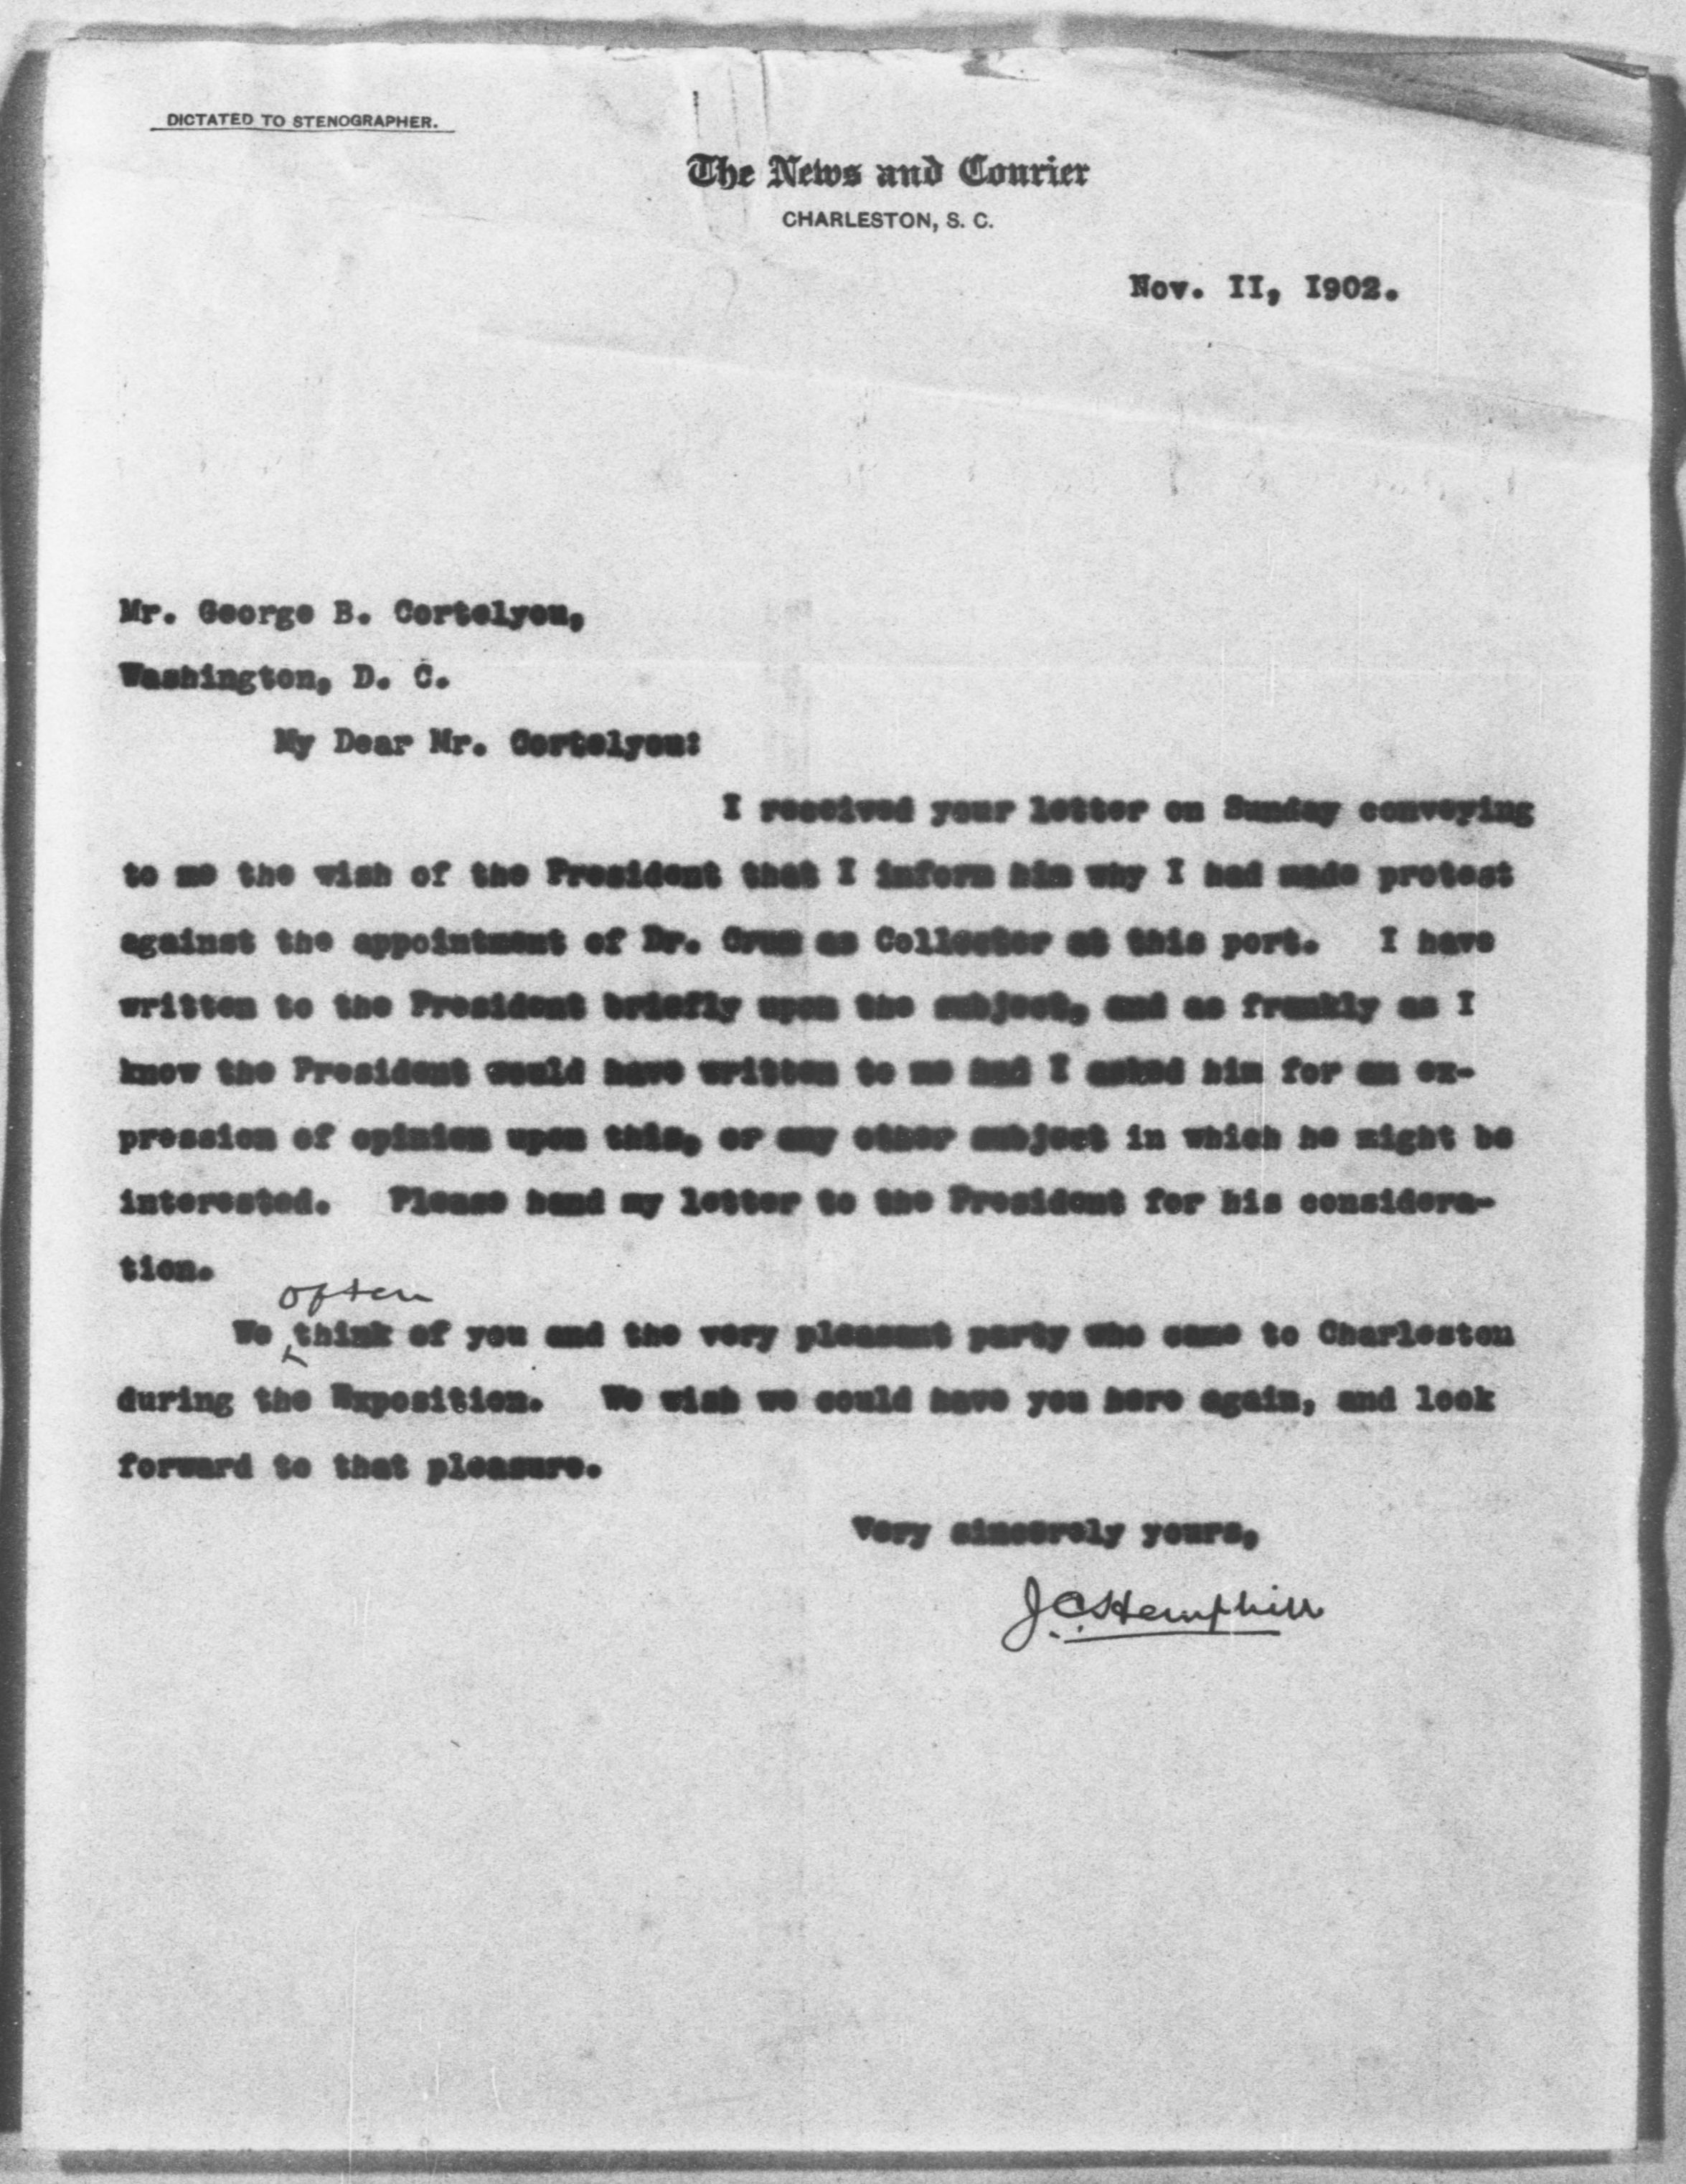 DICTATED TO STENOGRAPHER.
The News and Courier
CHARLESTON, S. C.
Nov. II, I902.
Mr. George B. Cortelyou,
Washington, D. C.
My Dear Mr. Cortelyou:
I received your letter on Sunday conveying
to me the wish of the President that I inform him why I had made protest
against the appointment of Dr. Crum as Collector at this port. I have
written to the President briefly upon the subject, and as frankly as I
know the President would have written to me had I asked him for an ex-
pression of opinion upon this, or any other subject in which he might be
interested. Please hand my letter to the President for his considera-
tion.
often
We think of you and the very pleasant party who came to Charleston
during the Exposition. We wish we could have you here again, and look
forward to that pleasure.
Very sincerely yours,
J.C. Hemphill